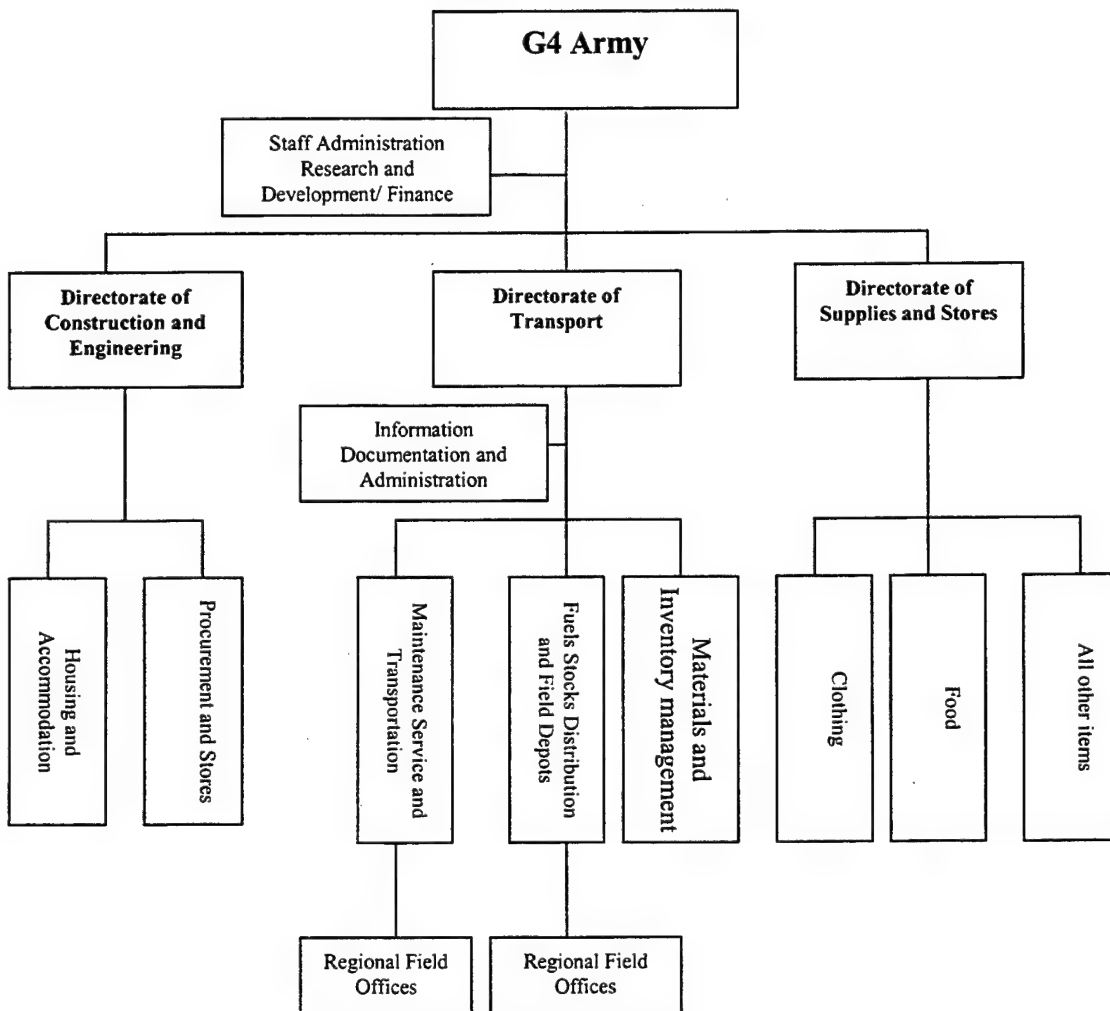 G4 Army
Staff Administration
Research and
Development/ Finance
Directorate of
Construction and
Engineering
Directorate of
Transport
Directorate of
Supplies and Stores
Information
Documentation and
Administration
Housing and
Accommodation
Procurement and Stores
Maintenance Service and
Transportation
Fuels Stocks Distribution
and Field Depots
Materials and
Inventory management
Clothing
Food
All other items
Regional Field
Offices
Regional Field
Offices